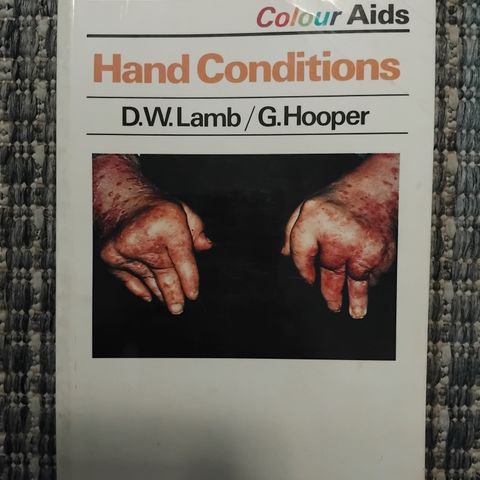 Colour Aids
Hand Conditions
D.W.Lamb/G.Hooper